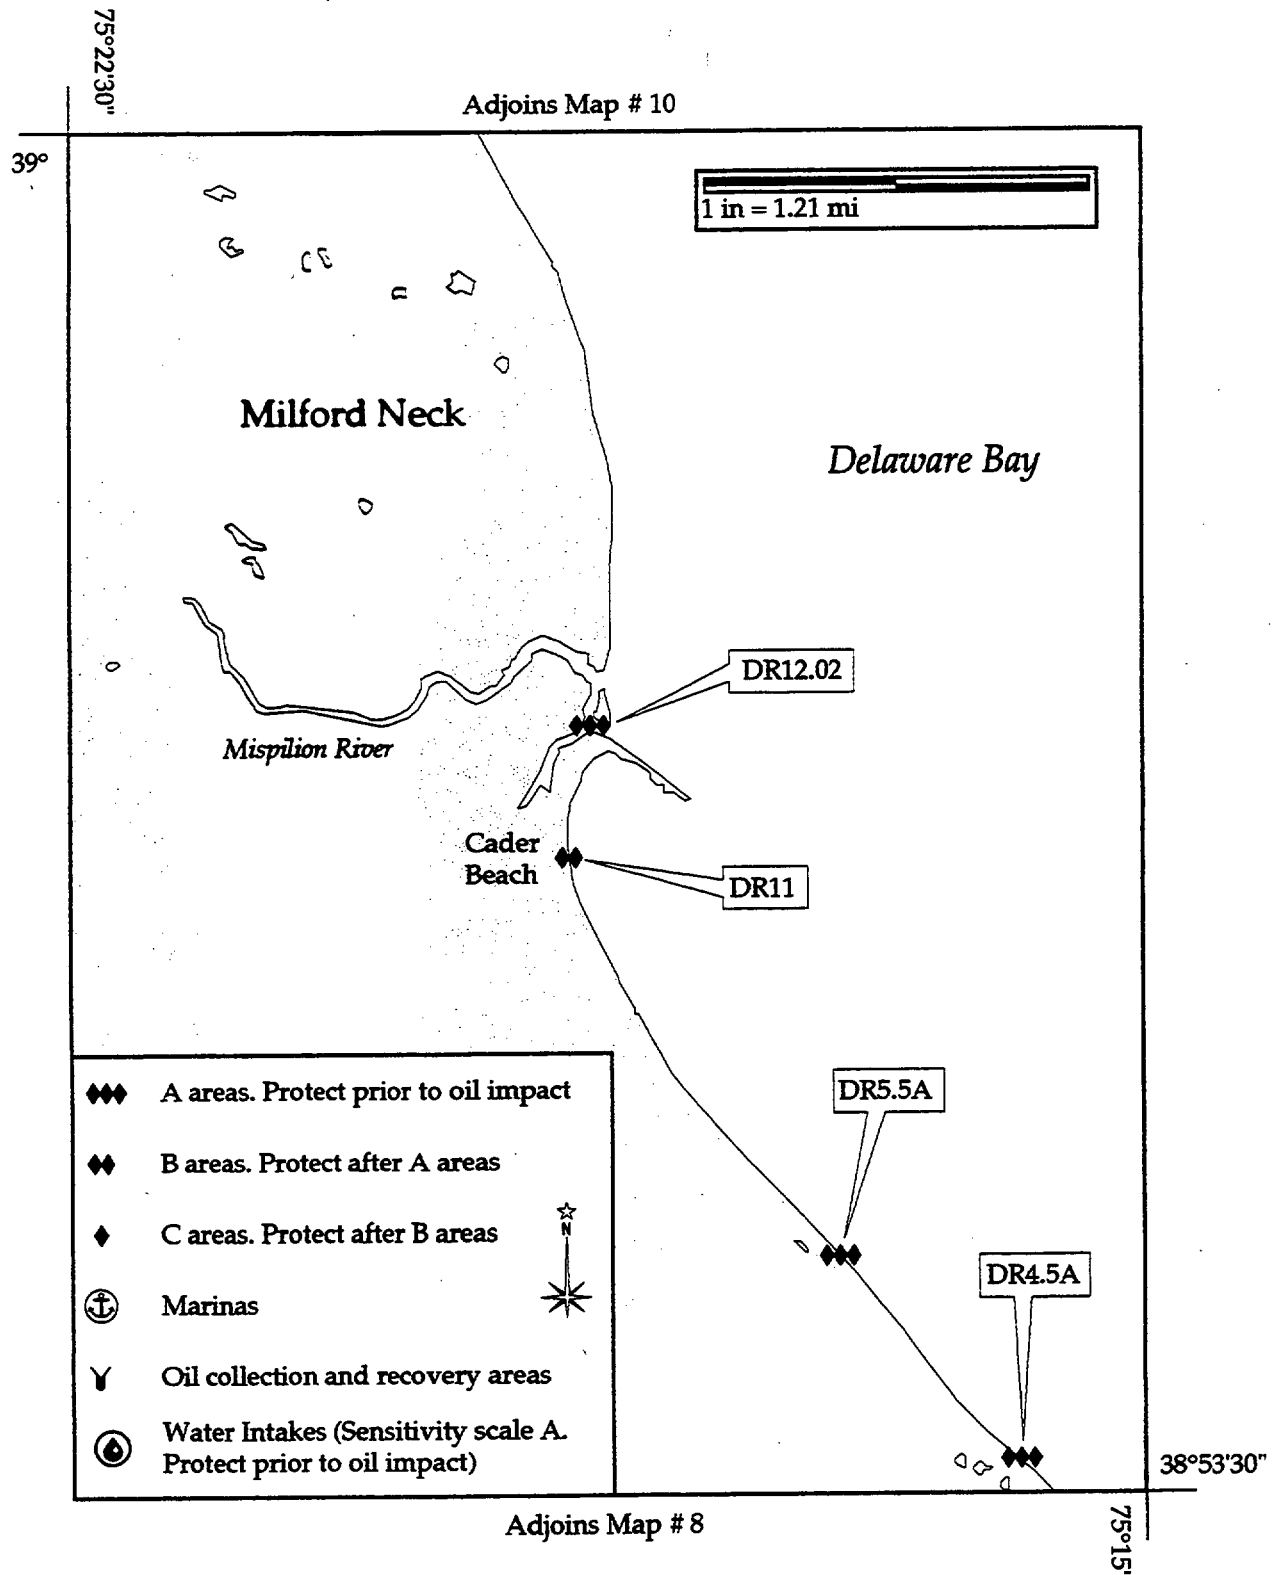 75°22'30"
Adjoins Map # 10
39°
1 in = 1.21 mi
Milford Neck
Delaware Bay
DR12.02
Mispilion River
Cader
Beach
DR11
A areas. Protect prior to oil impact
DR5.5A
B areas. Protect after A areas
C areas. Protect after B areas
N
DR4.5A
Marinas
Oil collection and recovery areas
Water Intakes (Sensitivity scale A.
Protect prior to oil impact)
38°53'30"
Adjoins Map # 8
75°15'